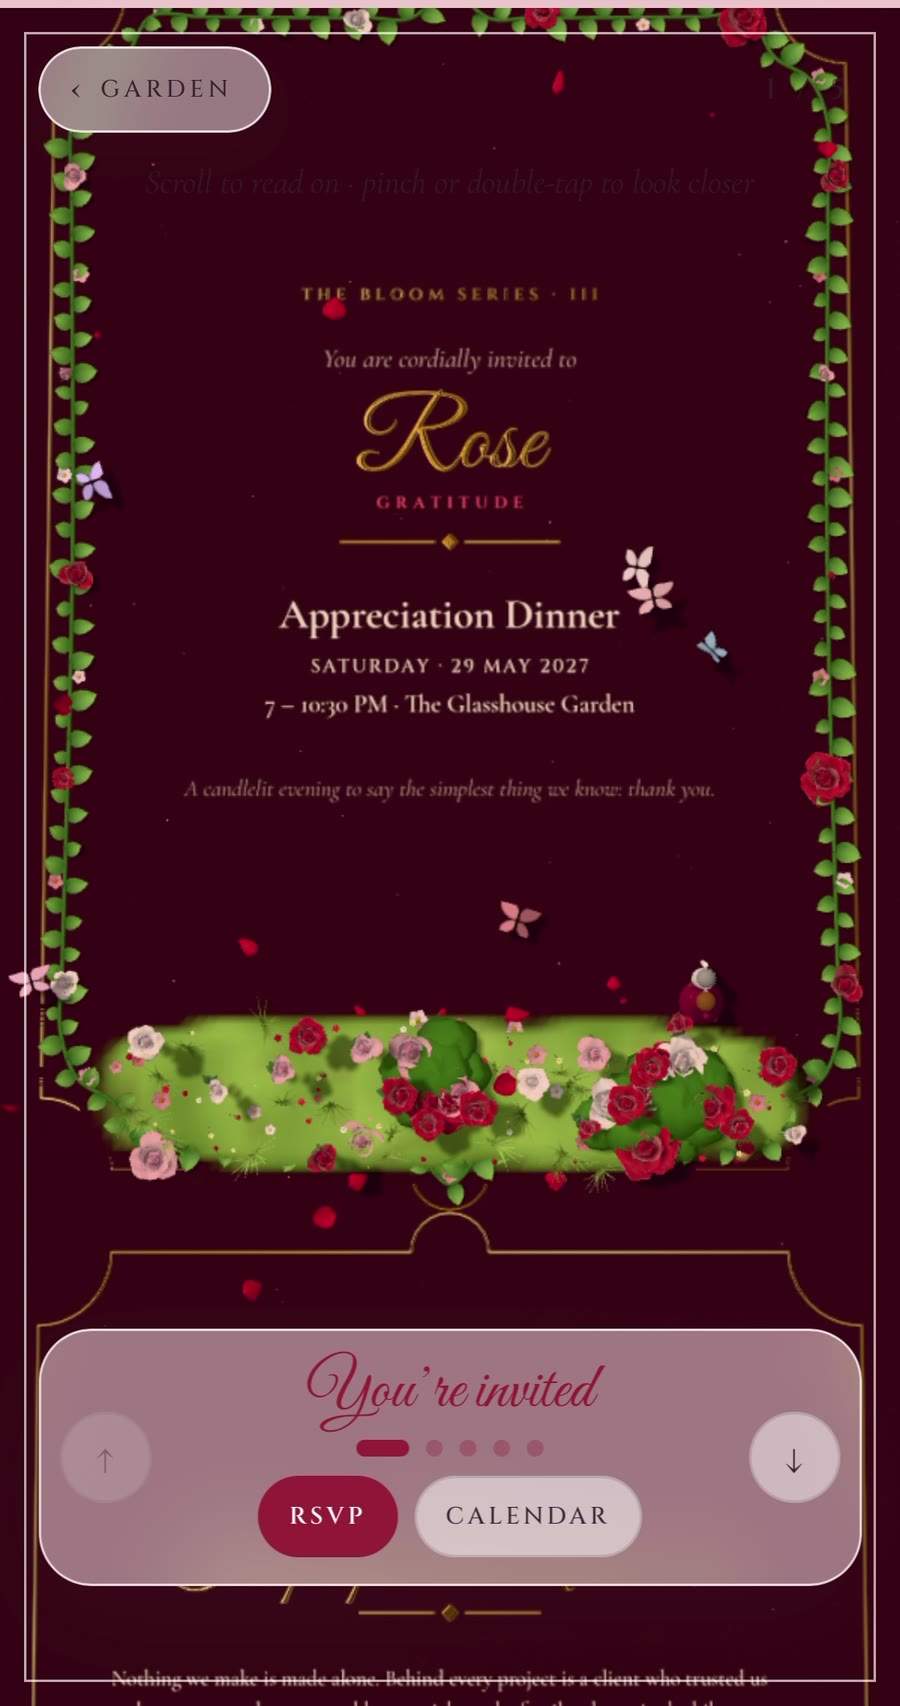 ‹ GARDEN
Scroll to read on · pinch or double-tap to look closer
THE BLOOM SERIES · III
You are cordially invited to
Rose
GRATITUDE
Appreciation Dinner
SATURDAY · 29 MAY 2027
7 – 10:30 PM · The Glasshouse Garden
A candlelit evening to say the simplest thing we know: thank you.
You're invited
↑
↓
RSVP
CALENDAR
Nothing we make is made alone. Behind every project is a client who trusted us